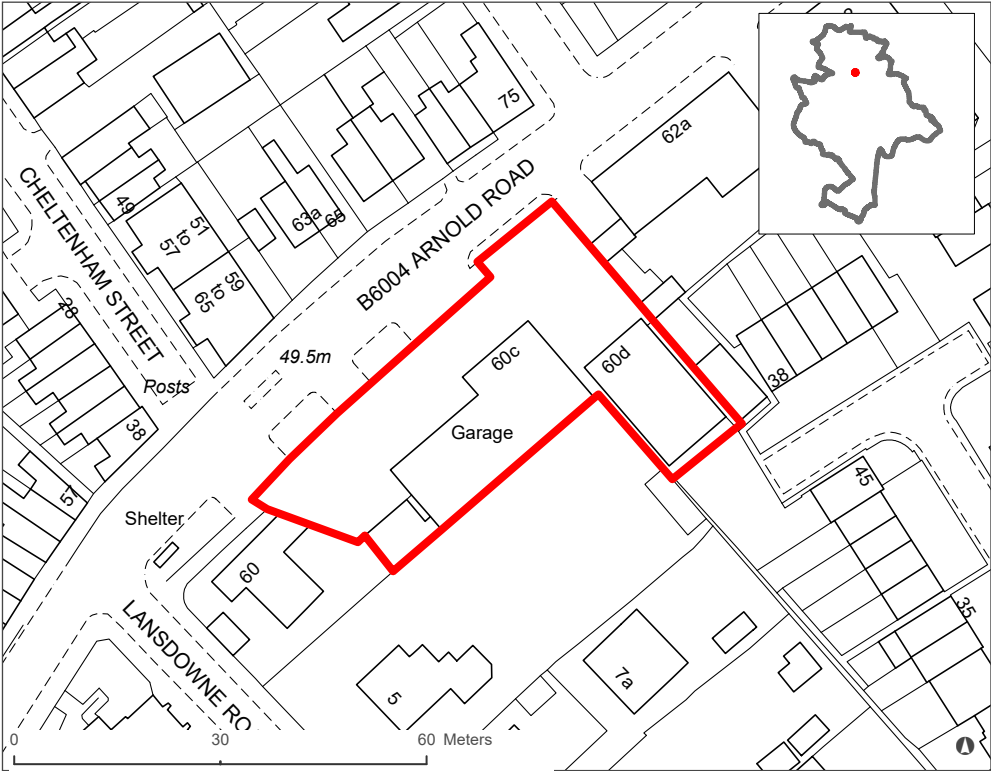 75
62a
CHELTENHAM STREET
49
51
to
57
63a
65
B6004 ARNOLD ROAD
59
to
65
28
49.5m
60c
60d
Posts
38
38
Garage
45
57
Shelter
60
35
LANSDOWNE RO
5
7a
0 30 60 Meters